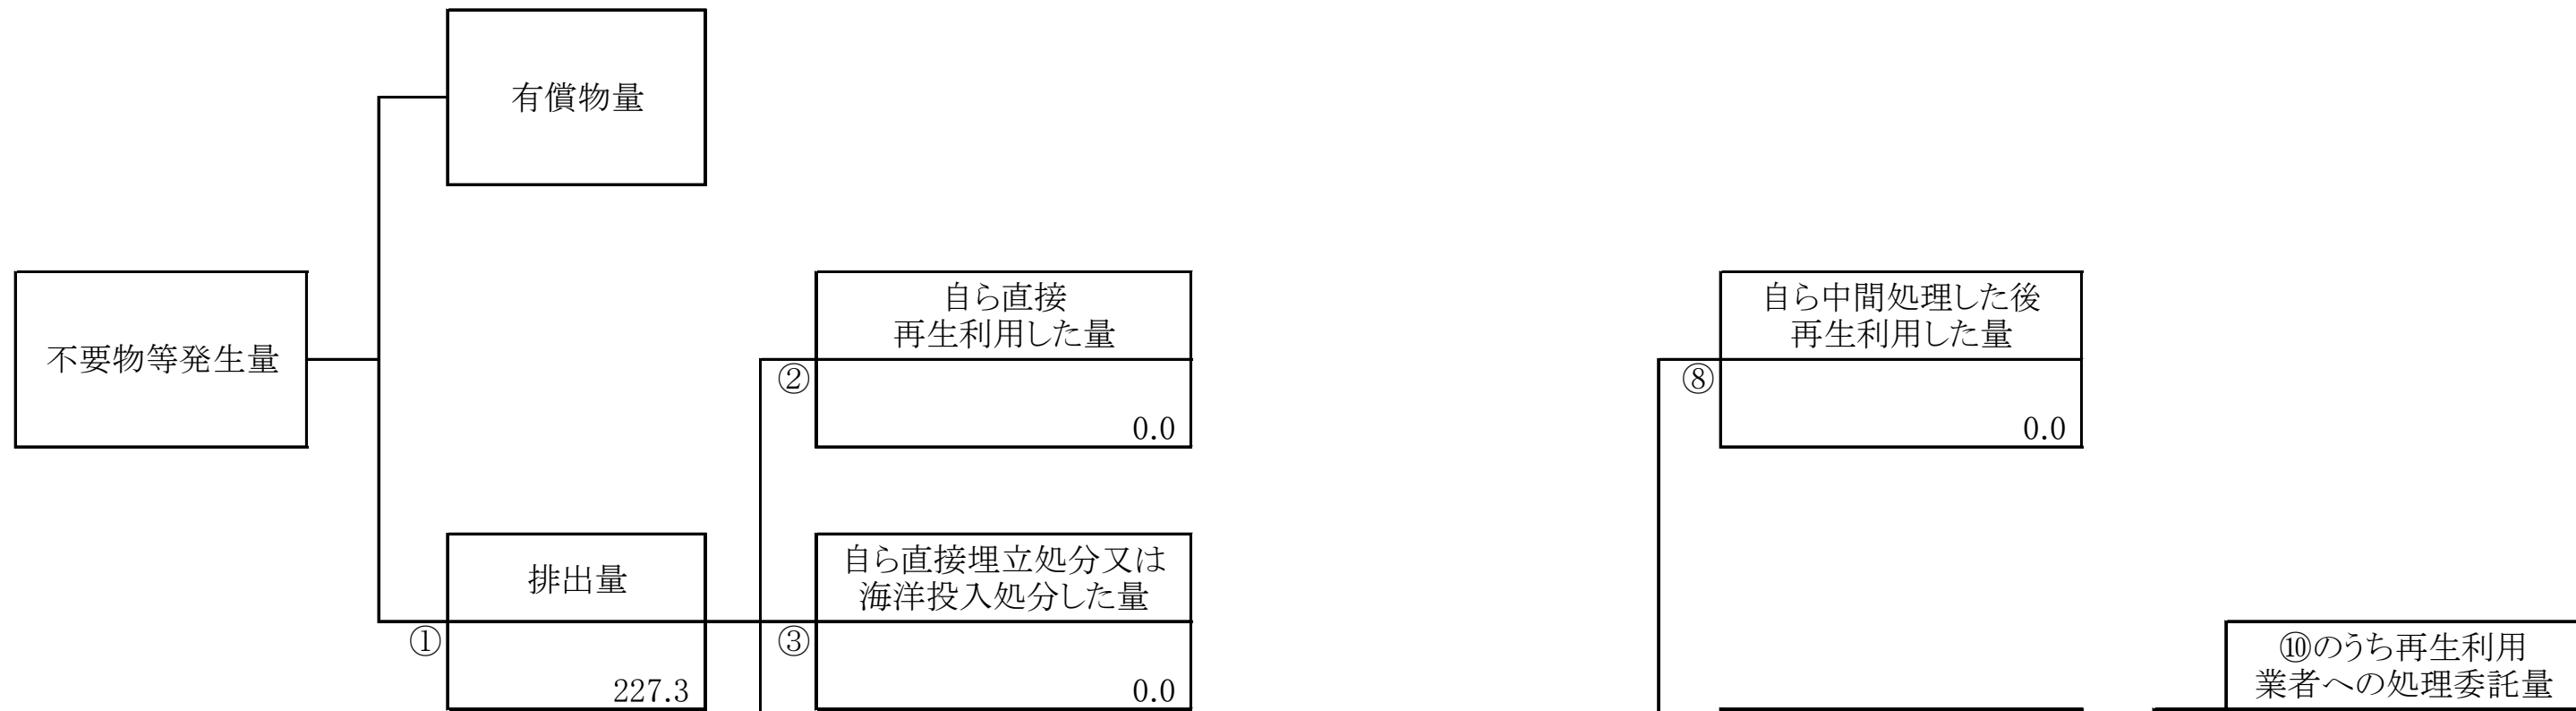 有償物量
不要物等発生量
自ら直接
再生利用した量
②
0.0
自ら中間処理した後
再生利用した量
⑧
0.0
排出量
①
227.3
自ら直接埋立処分又は
海洋投入処分した量
③
0.0
⑩のうち再生利用
業者への処理委託量